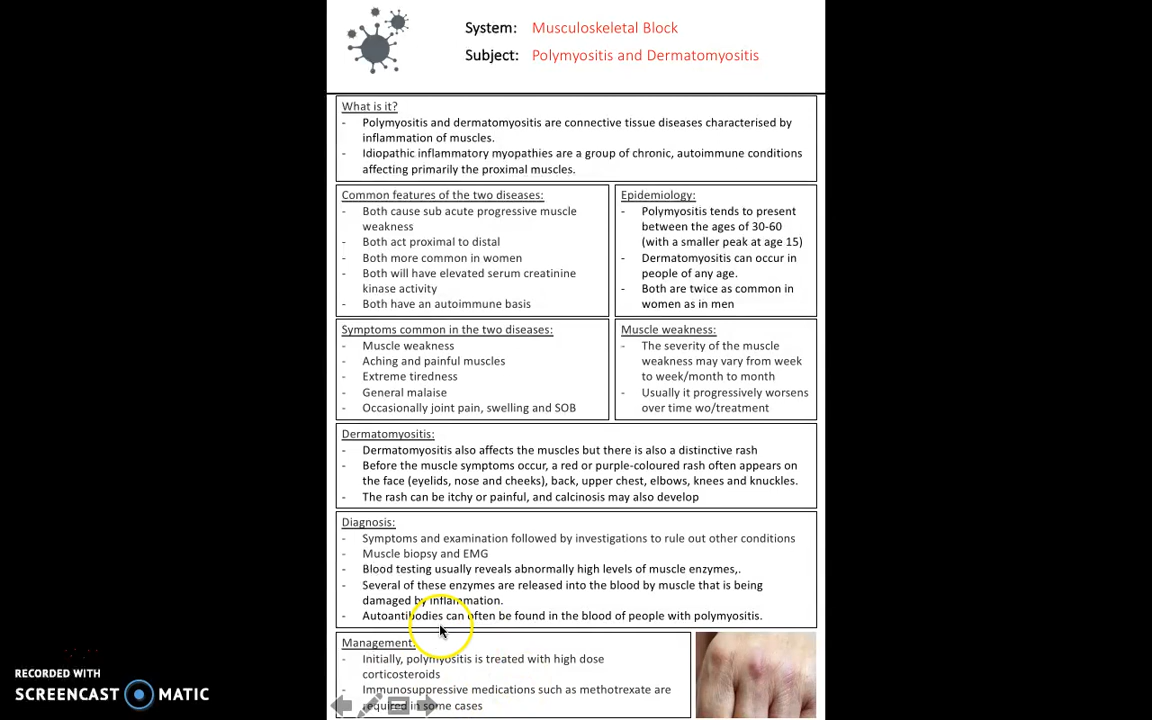 System: Musculoskeletal Block
Subject: Polymyositis and Dermatomyositis
What is it?
- Polymyositis and dermatomyositis are connective tissue diseases characterised by
inflammation of muscles.
- Idiopathic inflammatory myopathies are a group of chronic, autoimmune conditions
affecting primarily the proximal muscles.
Common features of the two diseases:
- Both cause sub acute progressive muscle
weakness
- Both act proximal to distal
- Both more common in women
- Both will have elevated serum creatinine
kinase activity
- Both have an autoimmune basis
Epidemiology:
- Polymyositis tends to present
between the ages of 30-60
(with a smaller peak at age 15)
- Dermatomyositis can occur in
people of any age.
- Both are twice as common in
women as in men
Symptoms common in the two diseases:
- Muscle weakness
- Aching and painful muscles
- Extreme tiredness
- General malaise
- Occasionally joint pain, swelling and SOB
Muscle weakness:
- The severity of the muscle
weakness may vary from week
to week/month to month
- Usually it progressively worsens
over time wo/treatment
Dermatomyositis:
- Dermatomyositis also affects the muscles but there is also a distinctive rash
- Before the muscle symptoms occur, a red or purple-coloured rash often appears on
the face (eyelids, nose and cheeks), back, upper chest, elbows, knees and knuckles.
- The rash can be itchy or painful, and calcinosis may also develop
Diagnosis:
- Symptoms and examination followed by investigations to rule out other conditions
- Muscle biopsy and EMG
- Blood testing usually reveals abnormally high levels of muscle enzymes,.
- Several of these enzymes are released into the blood by muscle that is being
damaged by inflammation.
- Autoantibodies can often be found in the blood of people with polymyositis.
Management:
- Initially, polymyositis is treated with high dose
corticosteroids
- Immunosuppressive medications such as methotrexate are
required in some cases
RECORDED WITH
SCREENCAST MATIC